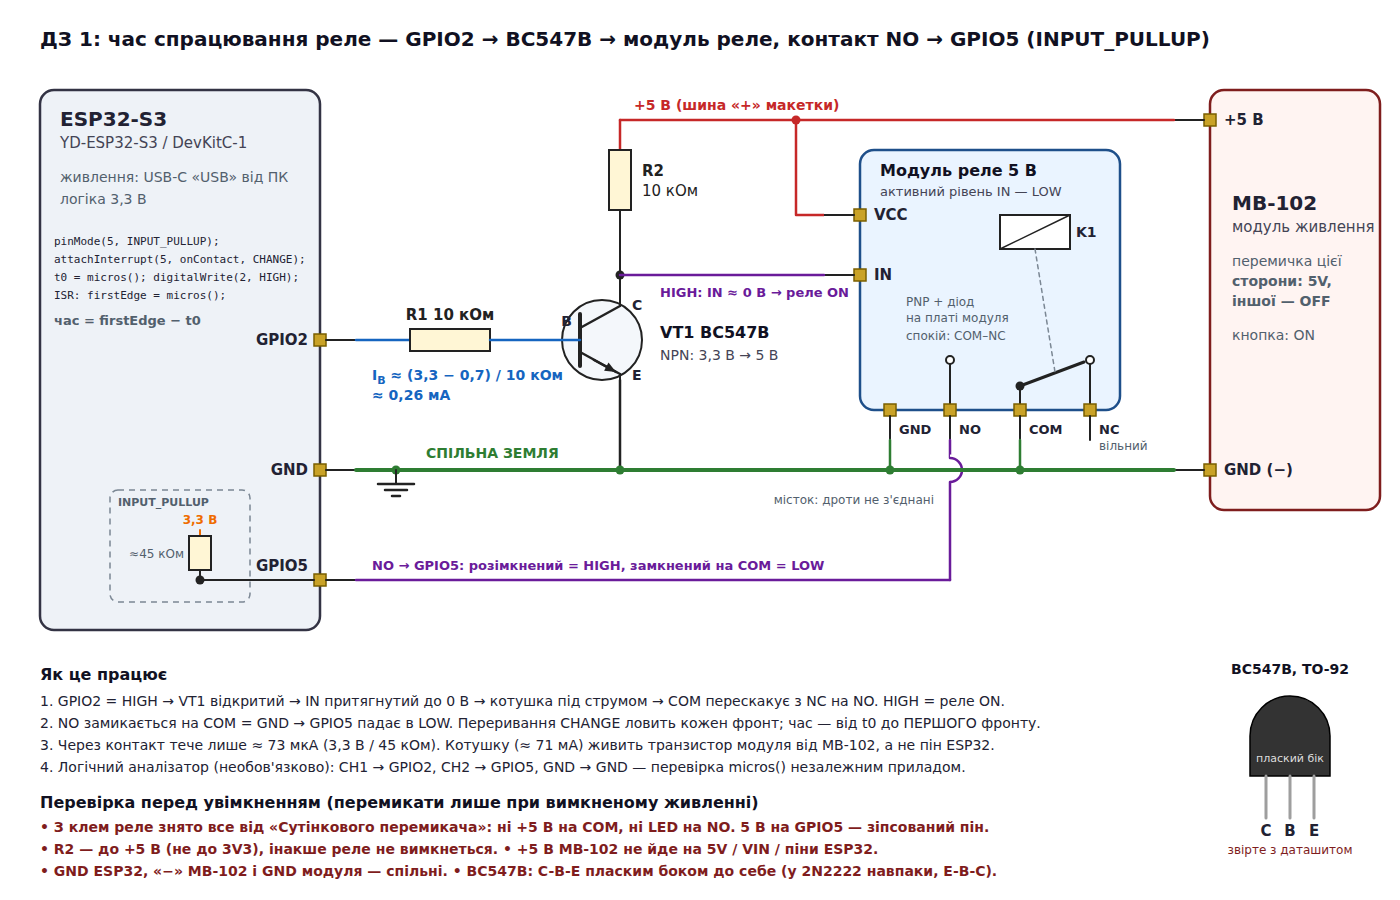 ДЗ 1: час спрацювання реле — GPIO2 → BC547B → модуль реле, контакт NO → GPIO5 (INPUT_PULLUP)
ESP32-S3
YD-ESP32-S3 / DevKitC-1
живлення: USB-C «USB» від ПК
логіка 3,3 В
pinMode(5, INPUT_PULLUP);
attachInterrupt(5, onContact, CHANGE);
t0 = micros(); digitalWrite(2, HIGH);
ISR: firstEdge = micros();
час = firstEdge − t0
GPIO2
GND
INPUT_PULLUP
3,3 В
≈45 кОм
GPIO5
R1 10 кОм
I_B ≈ (3,3 − 0,7) / 10 кОм
≈ 0,26 мА
СПІЛЬНА ЗЕМЛЯ
+5 В (шина «+» макетки)
R2
10 кОм
B
C
E
HIGH: IN ≈ 0 В → реле ON
VT1 BC547B
NPN: 3,3 В → 5 В
Модуль реле 5 В
активний рівень IN — LOW
VCC
K1
IN
PNP + діод
на платі модуля
спокій: COM–NC
GND
NO
COM
NC
вільний
місток: дроти не з'єднані
NO → GPIO5: розімкнений = HIGH, замкнений на COM = LOW
+5 В
MB-102
модуль живлення
перемичка цієї
сторони: 5V,
іншої — OFF
кнопка: ON
GND (−)
Як це працює
1. GPIO2 = HIGH → VT1 відкритий → IN притягнутий до 0 В → котушка під струмом → COM перескакує з NC на NO. HIGH = реле ON.
2. NO замикається на COM = GND → GPIO5 падає в LOW. Переривання CHANGE ловить кожен фронт; час — від t0 до ПЕРШОГО фронту.
3. Через контакт тече лише ≈ 73 мкА (3,3 В / 45 кОм). Котушку (≈ 71 мА) живить транзистор модуля від MB-102, а не пін ESP32.
4. Логічний аналізатор (необов'язково): CH1 → GPIO2, CH2 → GPIO5, GND → GND — перевірка micros() незалежним приладом.
Перевірка перед увімкненням (перемикати лише при вимкненому живленні)
• З клем реле знято все від «Сутінкового перемикача»: ні +5 В на COM, ні LED на NO. 5 В на GPIO5 — зіпсований пін.
• R2 — до +5 В (не до 3V3), інакше реле не вимкнеться. • +5 В MB-102 не йде на 5V / VIN / піни ESP32.
• GND ESP32, «−» MB-102 і GND модуля — спільні. • BC547B: C-B-E пласким боком до себе (у 2N2222 навпаки, E-B-C).
BC547B, TO-92
плаский бік
C B E
звірте з даташитом